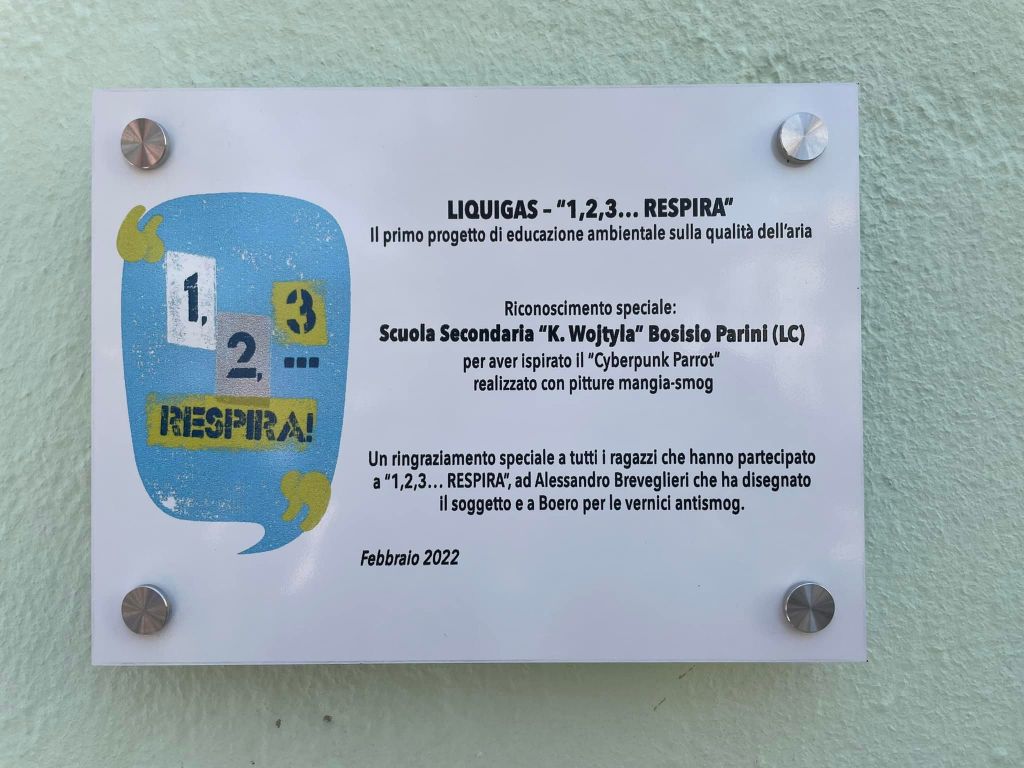 1,
2,
3
...
RESPIRA!
LIQUIGAS – "1,2,3... RESPIRA"
Il primo progetto di educazione ambientale sulla qualità dell'aria
Riconoscimento speciale:
Scuola Secondaria "K. Wojtyla" Bosisio Parini (LC)
per aver ispirato il "Cyberpunk Parrot"
realizzato con pitture mangia-smog
Un ringraziamento speciale a tutti i ragazzi che hanno partecipato
a "1,2,3... RESPIRA", ad Alessandro Breveglieri che ha disegnato
il soggetto e a Boero per le vernici antismog.
Febbraio 2022